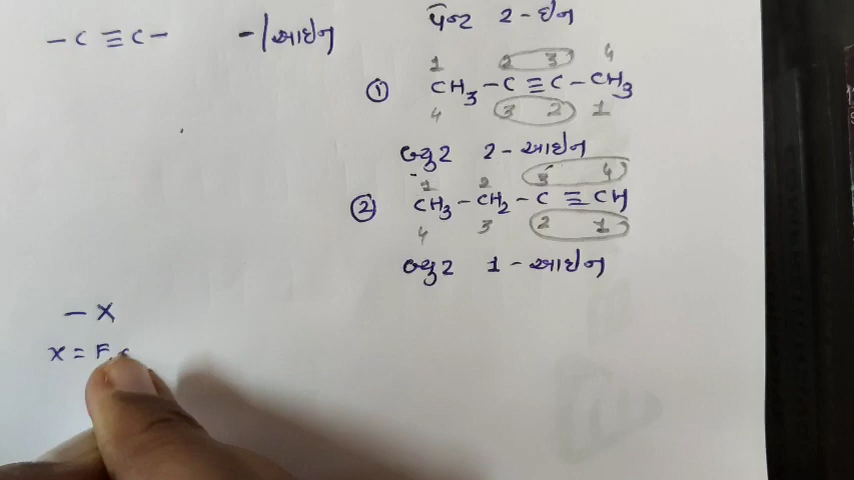 પેન્ટ 2-ઇન
-C≡C- -/આઇન
1 2 3 4
① CH3-C≡C-CH3
4 3 2 1
બ્યુટ 2-આઇન
1 2 3 4
② CH3-CH2-C≡CH
4 3 2 1
બ્યુટ 1-આઇન
-X
X = F,